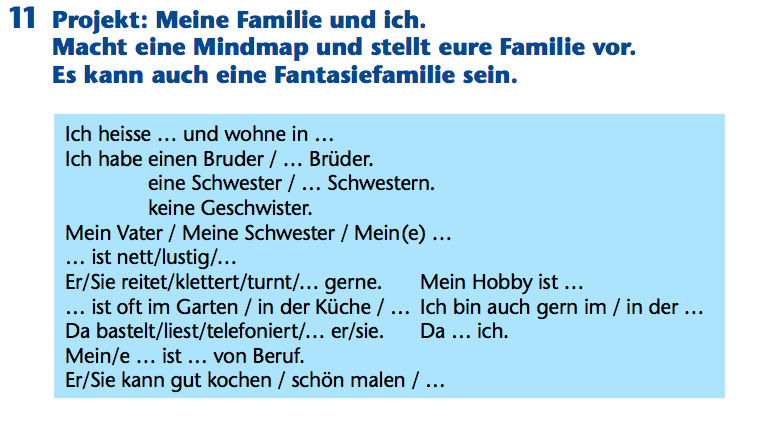 11 Projekt: Meine Familie und ich.
Macht eine Mindmap und stellt eure Familie vor.
Es kann auch eine Fantasiefamilie sein.
Ich heisse … und wohne in …
Ich habe einen Bruder / … Brüder.
eine Schwester / … Schwestern.
keine Geschwister.
Mein Vater / Meine Schwester / Mein(e) …
… ist nett/lustig/…
Er/Sie reitet/klettert/turnt/… gerne. Mein Hobby ist …
… ist oft im Garten / in der Küche / … Ich bin auch gern im / in der …
Da bastelt/liest/telefoniert/… er/sie. Da … ich.
Mein/e … ist … von Beruf.
Er/Sie kann gut kochen / schön malen / …